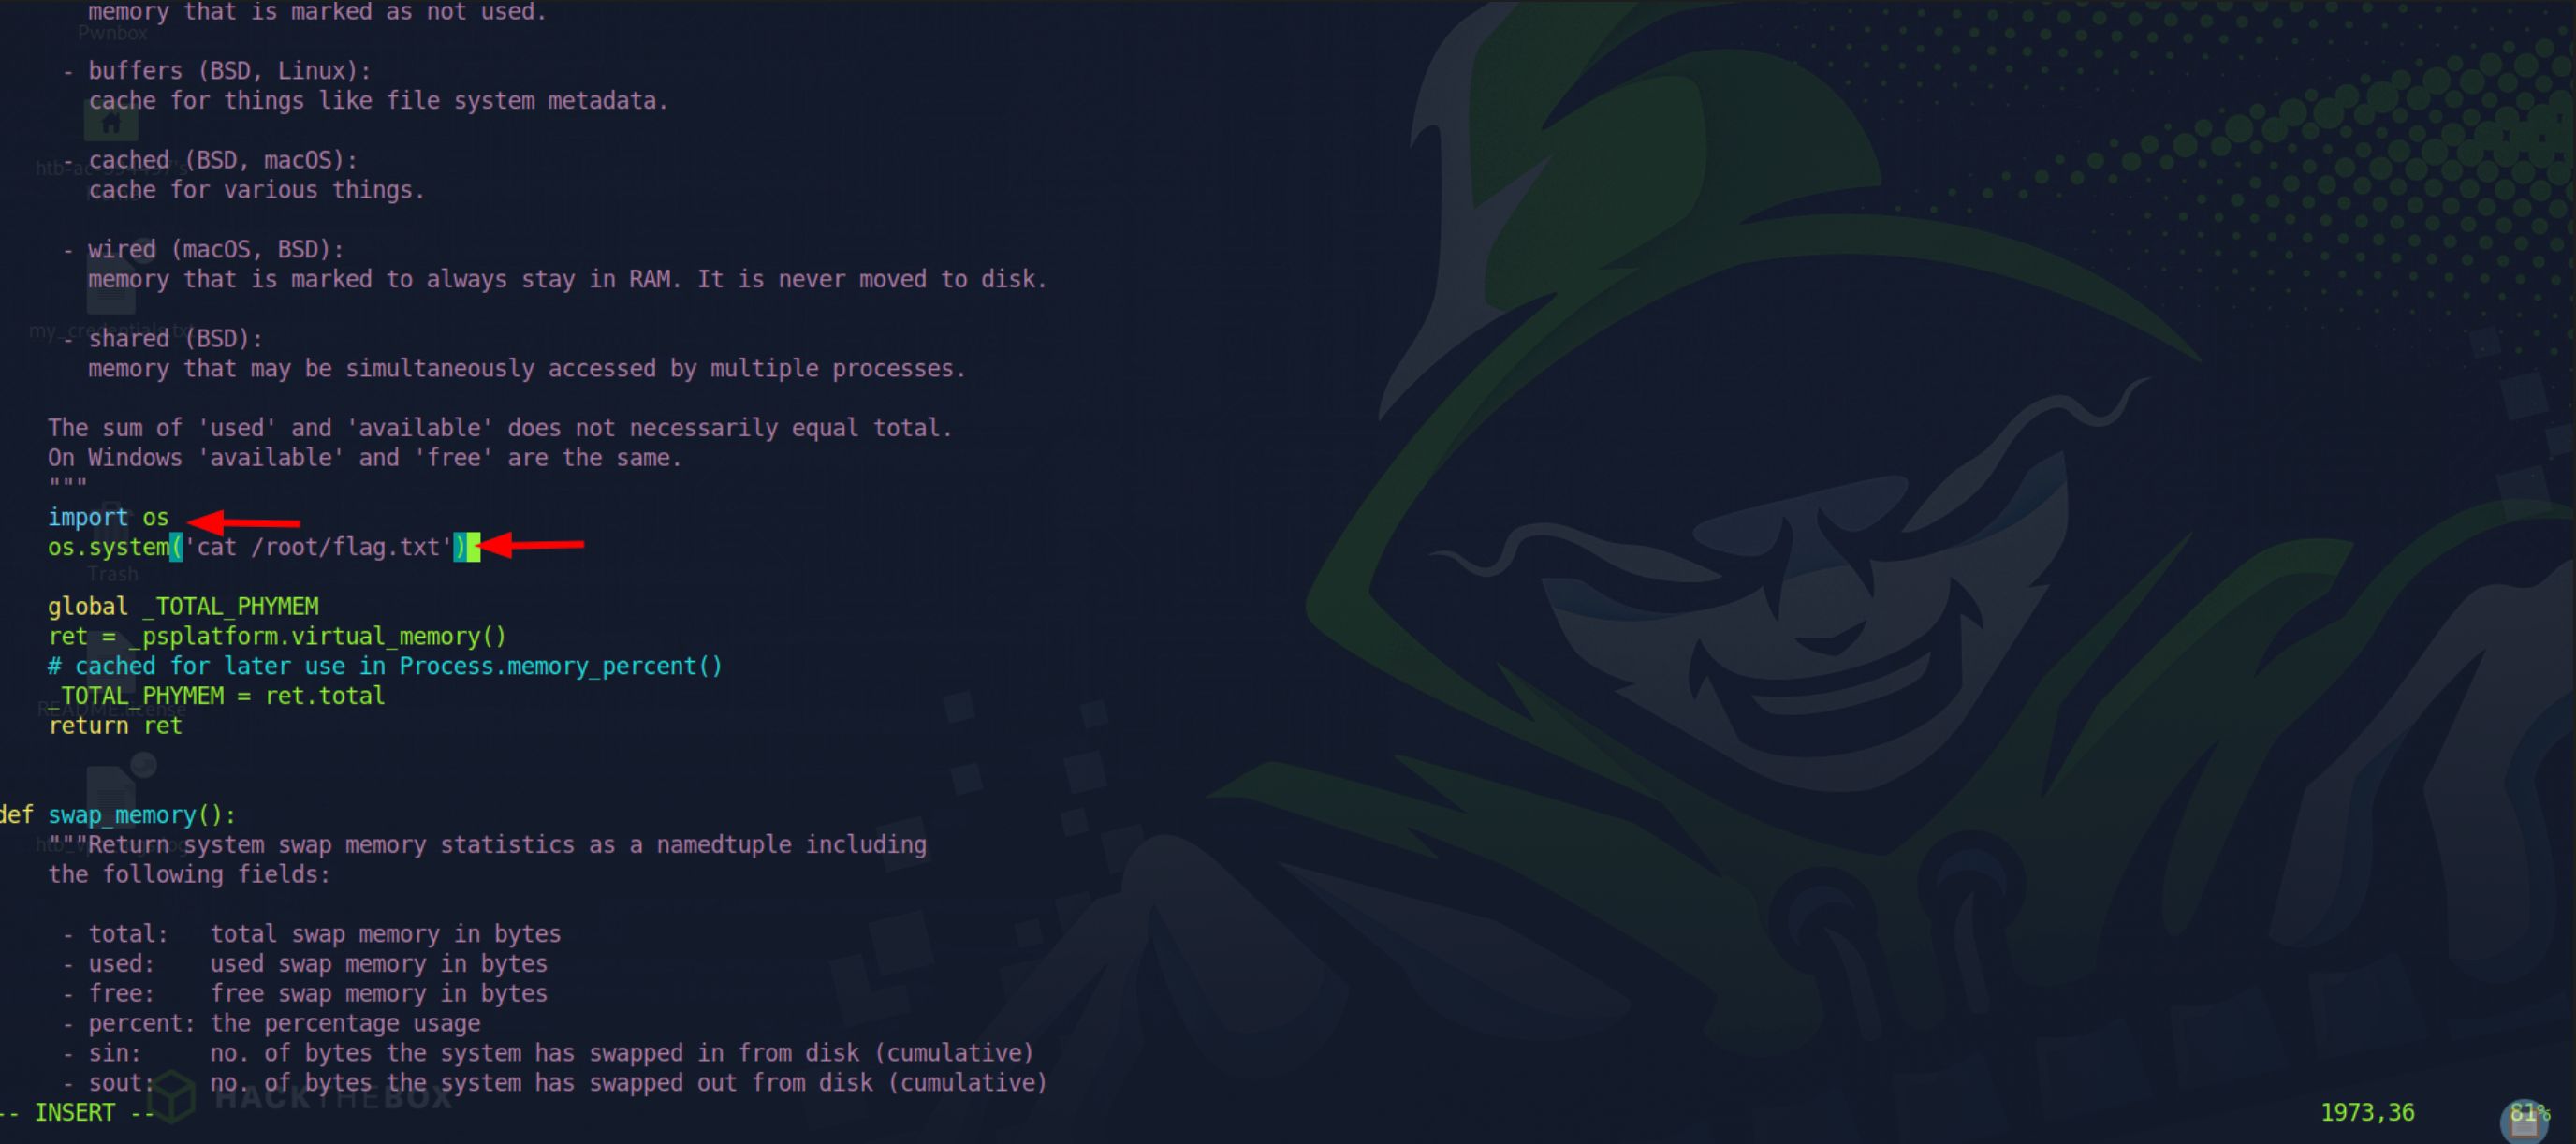 memory that is marked as not used.
Pwnbox
- buffers (BSD, Linux):
cache for things like file system metadata.
- cached (BSD, macOS):
cache for various things.
- wired (macOS, BSD):
memory that is marked to always stay in RAM. It is never moved to disk.
my_credentials.txt
- shared (BSD):
memory that may be simultaneously accessed by multiple processes.
The sum of 'used' and 'available' does not necessarily equal total.
On Windows 'available' and 'free' are the same.
"""
import os
os.system('cat /root/flag.txt')
Trash
global _TOTAL_PHYMEM
ret = _psplatform.virtual_memory()
# cached for later use in Process.memory_percent()
_TOTAL_PHYMEM = ret.total
README.license
return ret
def swap_memory():
"""Return system swap memory statistics as a namedtuple including
the following fields:
- total:   total swap memory in bytes
- used:    used swap memory in bytes
- free:    free swap memory in bytes
- percent: the percentage usage
- sin:     no. of bytes the system has swapped in from disk (cumulative)
- sout:    no. of bytes the system has swapped out from disk (cumulative)
HACKTHEBOX
-- INSERT -- 1973,36 81%